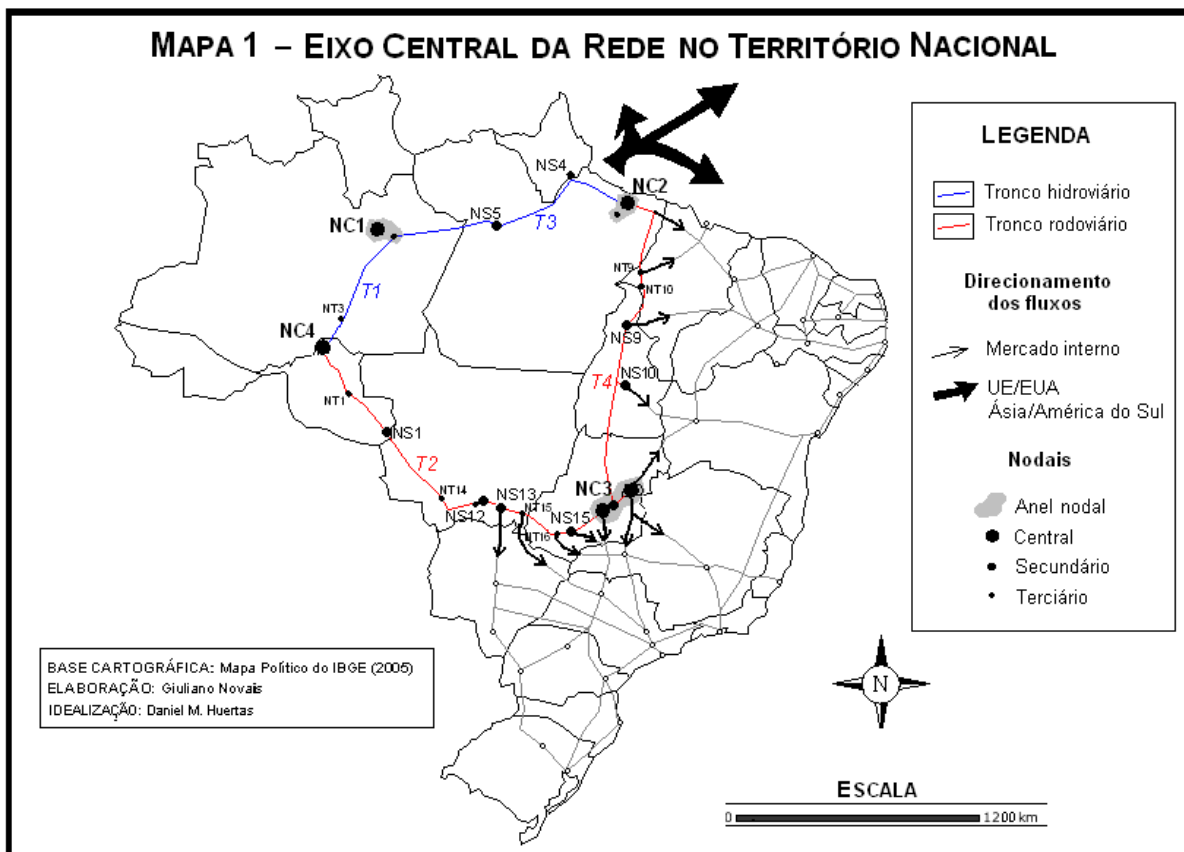 MAPA 1 – EIXO CENTRAL DA REDE NO TERRITÓRIO NACIONAL
NS4
NC2
NC1
NS5
T3
NT9
NT10
T1
NT3
NC4
NS9
NT1
T4
NS10
NS1
T2
NT14
NS13
NC3
NS12
NT15
NS15
NT16
LEGENDA
Tronco hidroviário
Tronco rodoviário
Direcionamento
dos fluxos
Mercado interno
UE/EUA
Ásia/América do Sul
Nodais
Anel nodal
Central
Secundário
Terciário
BASE CARTOGRÁFICA: Mapa Político do IBGE (2005)
ELABORAÇÃO: Giuliano Novais
IDEALIZAÇÃO: Daniel M. Huertas
N
ESCALA
0 1200 km